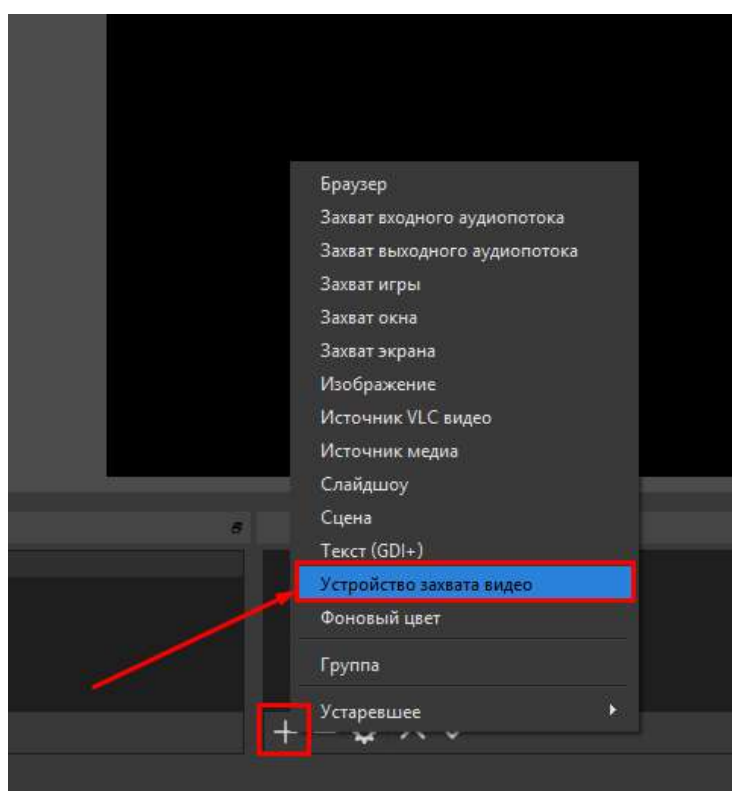 Браузер
Захват входного аудиопотока
Захват выходного аудиопотока
Захват игры
Захват окна
Захват экрана
Изображение
Источник VLC видео
Источник медиа
Слайдшоу
Сцена
Текст (GDI+)
Устройство захвата видео
Фоновый цвет
Группа
Устаревшее